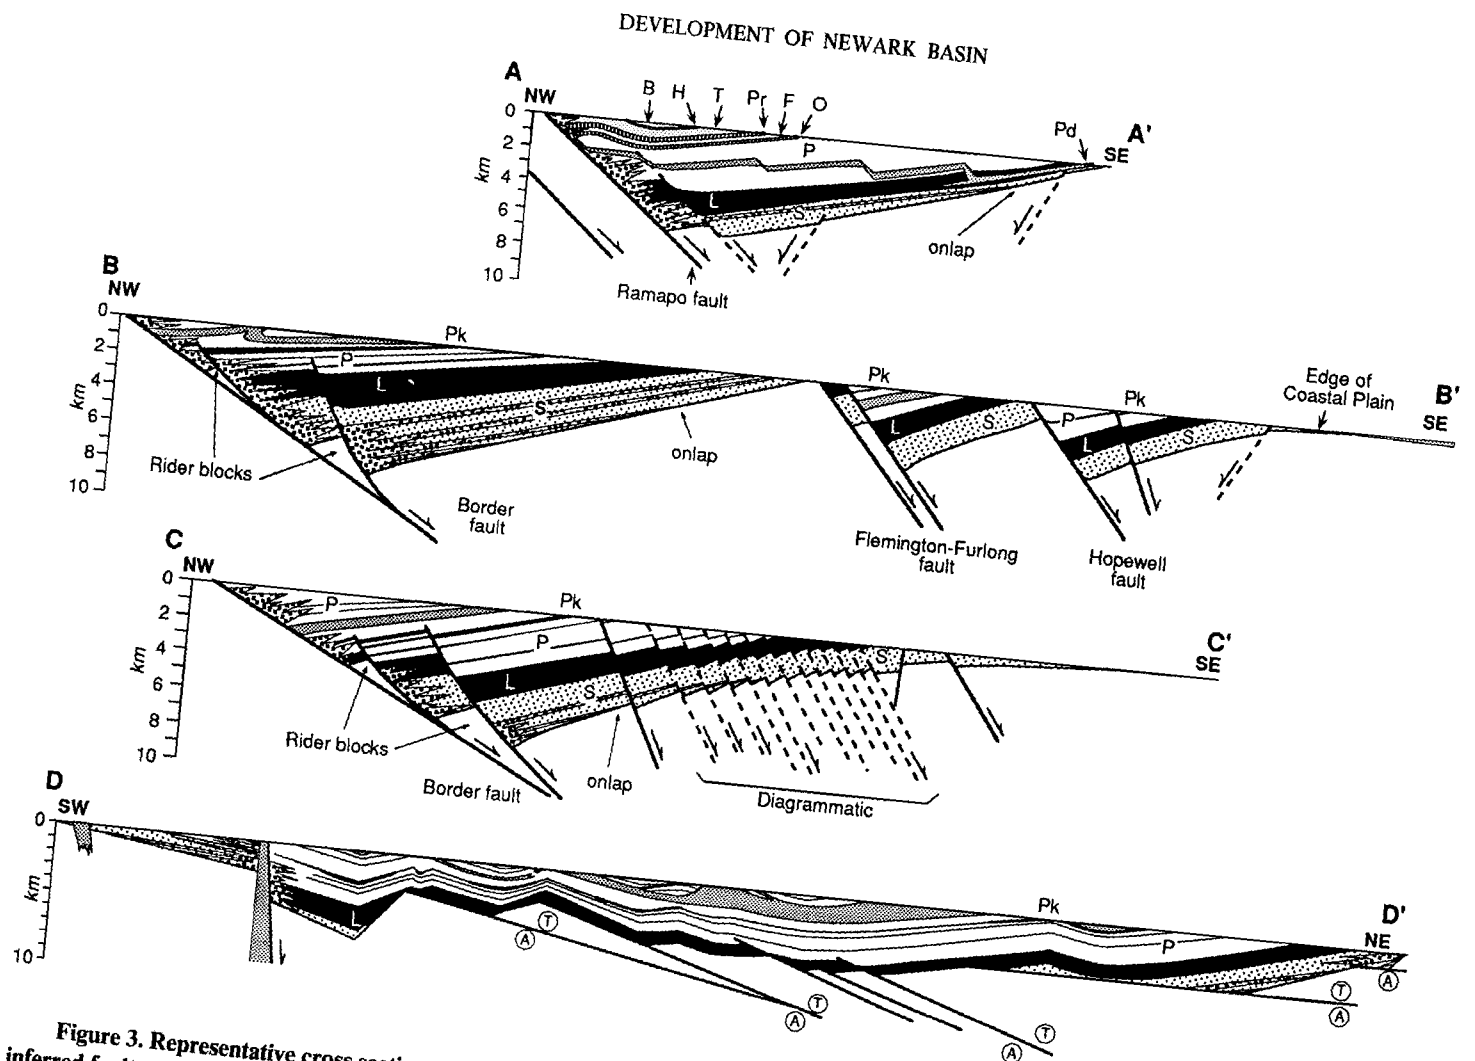 DEVELOPMENT OF NEWARK BASIN
A
NW
B H T Pr F O
Pd
A'
SE
0
2
4
6
8
10
km
P
L
S
onlap
Ramapo fault
B
NW
0
2
4
6
8
10
km
Pk
P
L
S
Rider blocks
onlap
Border
fault
Pk
L
S
P
Pk
L
S
Edge of
Coastal Plain
B'
SE
Flemington-Furlong
fault
Hopewell
fault
C
NW
0
2
4
6
8
10
km
P
Pk
P
L
S
S
C'
SE
Rider blocks
Border fault
onlap
Diagrammatic
D
SW
0
10
km
L
T
A
T
A
T
A
Pk
P
D'
NE
A
T
A
Figure 3. Representative cross